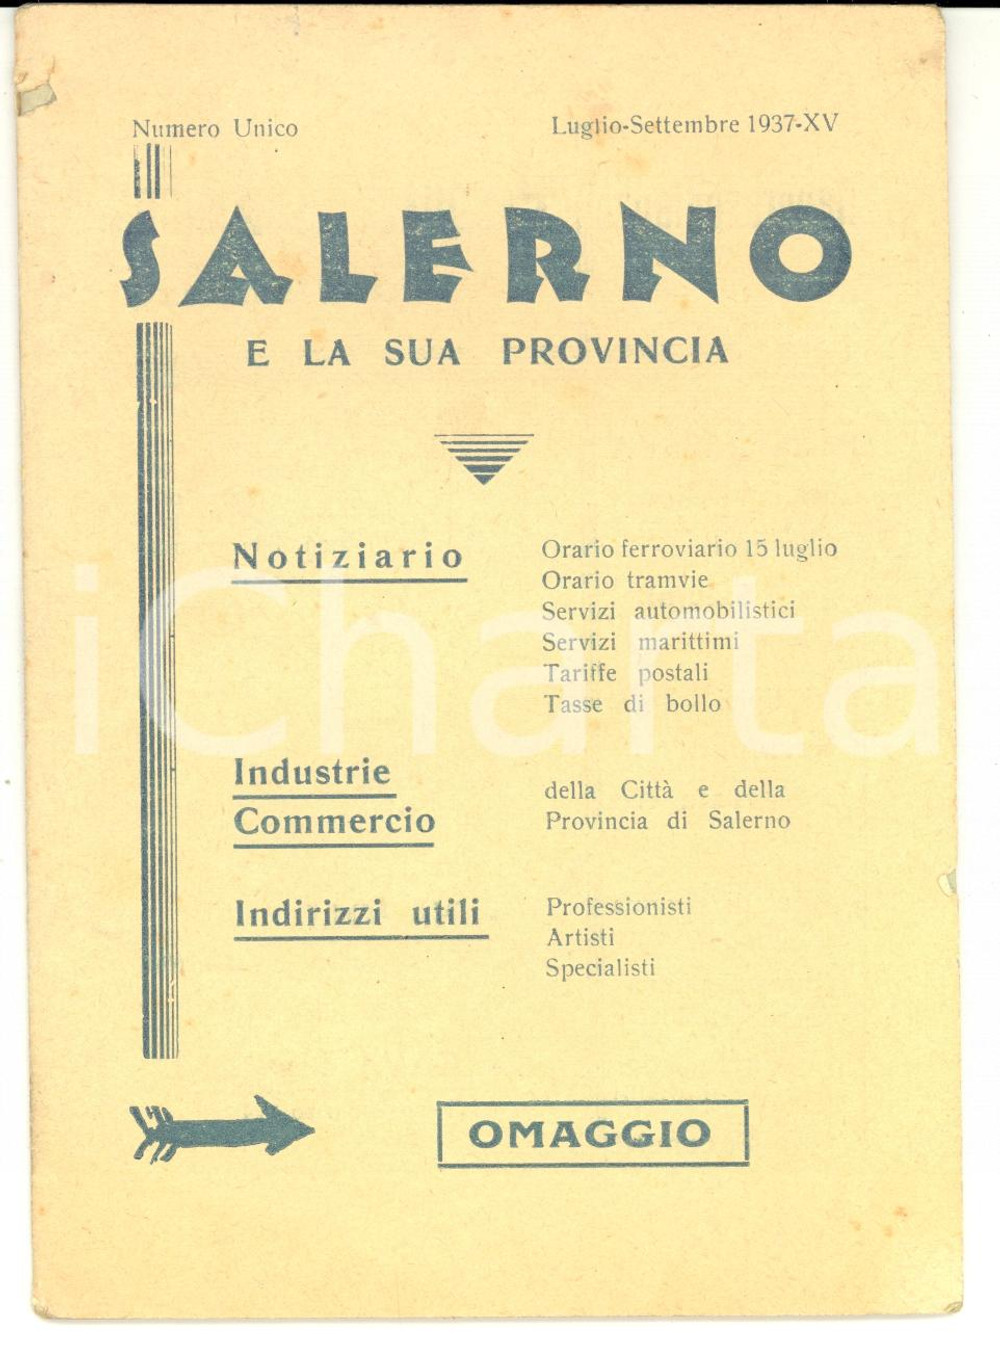 Numero Unico
Luglio-Settembre 1937-XV
SALERNO
E LA SUA PROVINCIA
Notiziario
Orario ferroviario 15 luglio
Orario tramvie
Servizi automobilistici
Servizi marittimi
Tariffe postali
Tasse di bollo
Industrie
Commercio
della Città e della
Provincia di Salerno
Indirizzi utili
Professionisti
Artisti
Specialisti
OMAGGIO
iCharta